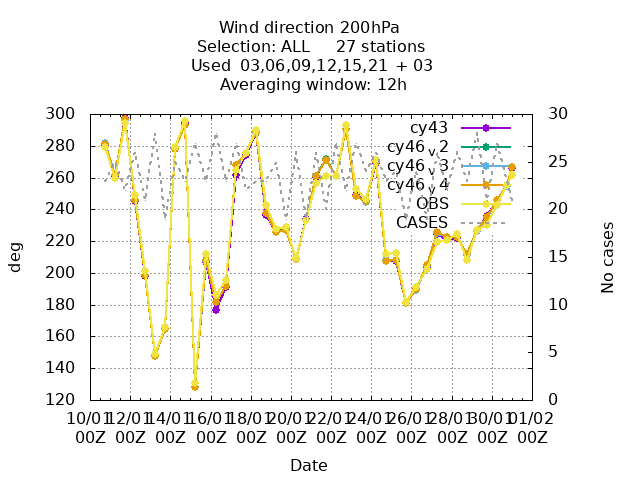 Wind direction 200hPa
Selection: ALL 27 stations
Used 03,06,09,12,15,21 + 03
Averaging window: 12h
300 30
280 25
260
240 20
220
200 15
180
160 10
140 5
120 0
cy43
cy46_v_2
cy46_v_3
cy46_v_4
OBS
CASES
deg
No cases
10/01 12/01 14/01 16/01 18/01 20/01 22/01 24/01 26/01 28/01 30/01 01/02
00Z 00Z 00Z 00Z 00Z 00Z 00Z 00Z 00Z 00Z 00Z 00Z
Date